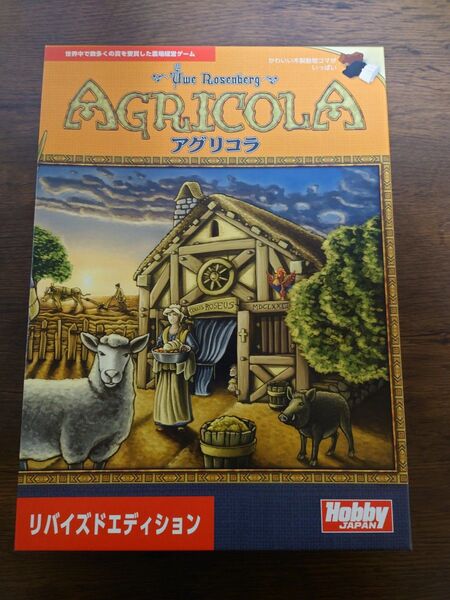 世界中で数多くの賞を受賞した農場経営ゲーム
かわいい木製動物コマが
いっぱい
Uwe Rosenberg
AGRICOLA
アグリコラ
リバイズドエディション
Hobby
JAPAN